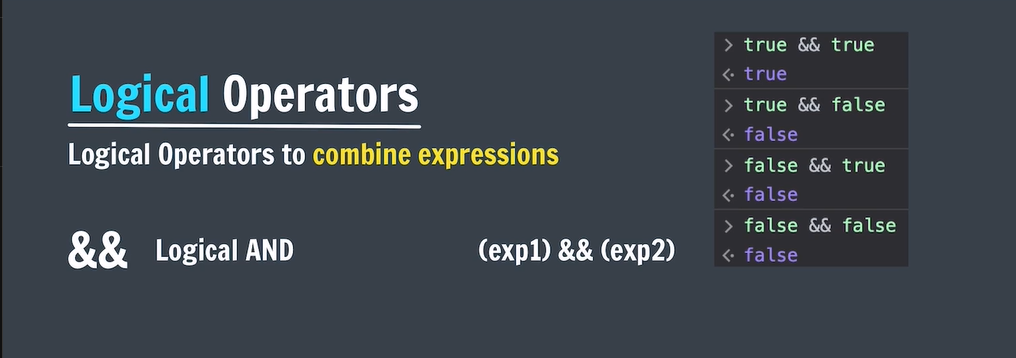 Logical Operators
Logical Operators to combine expressions
&& Logical AND (exp1) && (exp2)
> true && true
<· true
> true && false
<· false
> false && true
<· false
> false && false
<· false